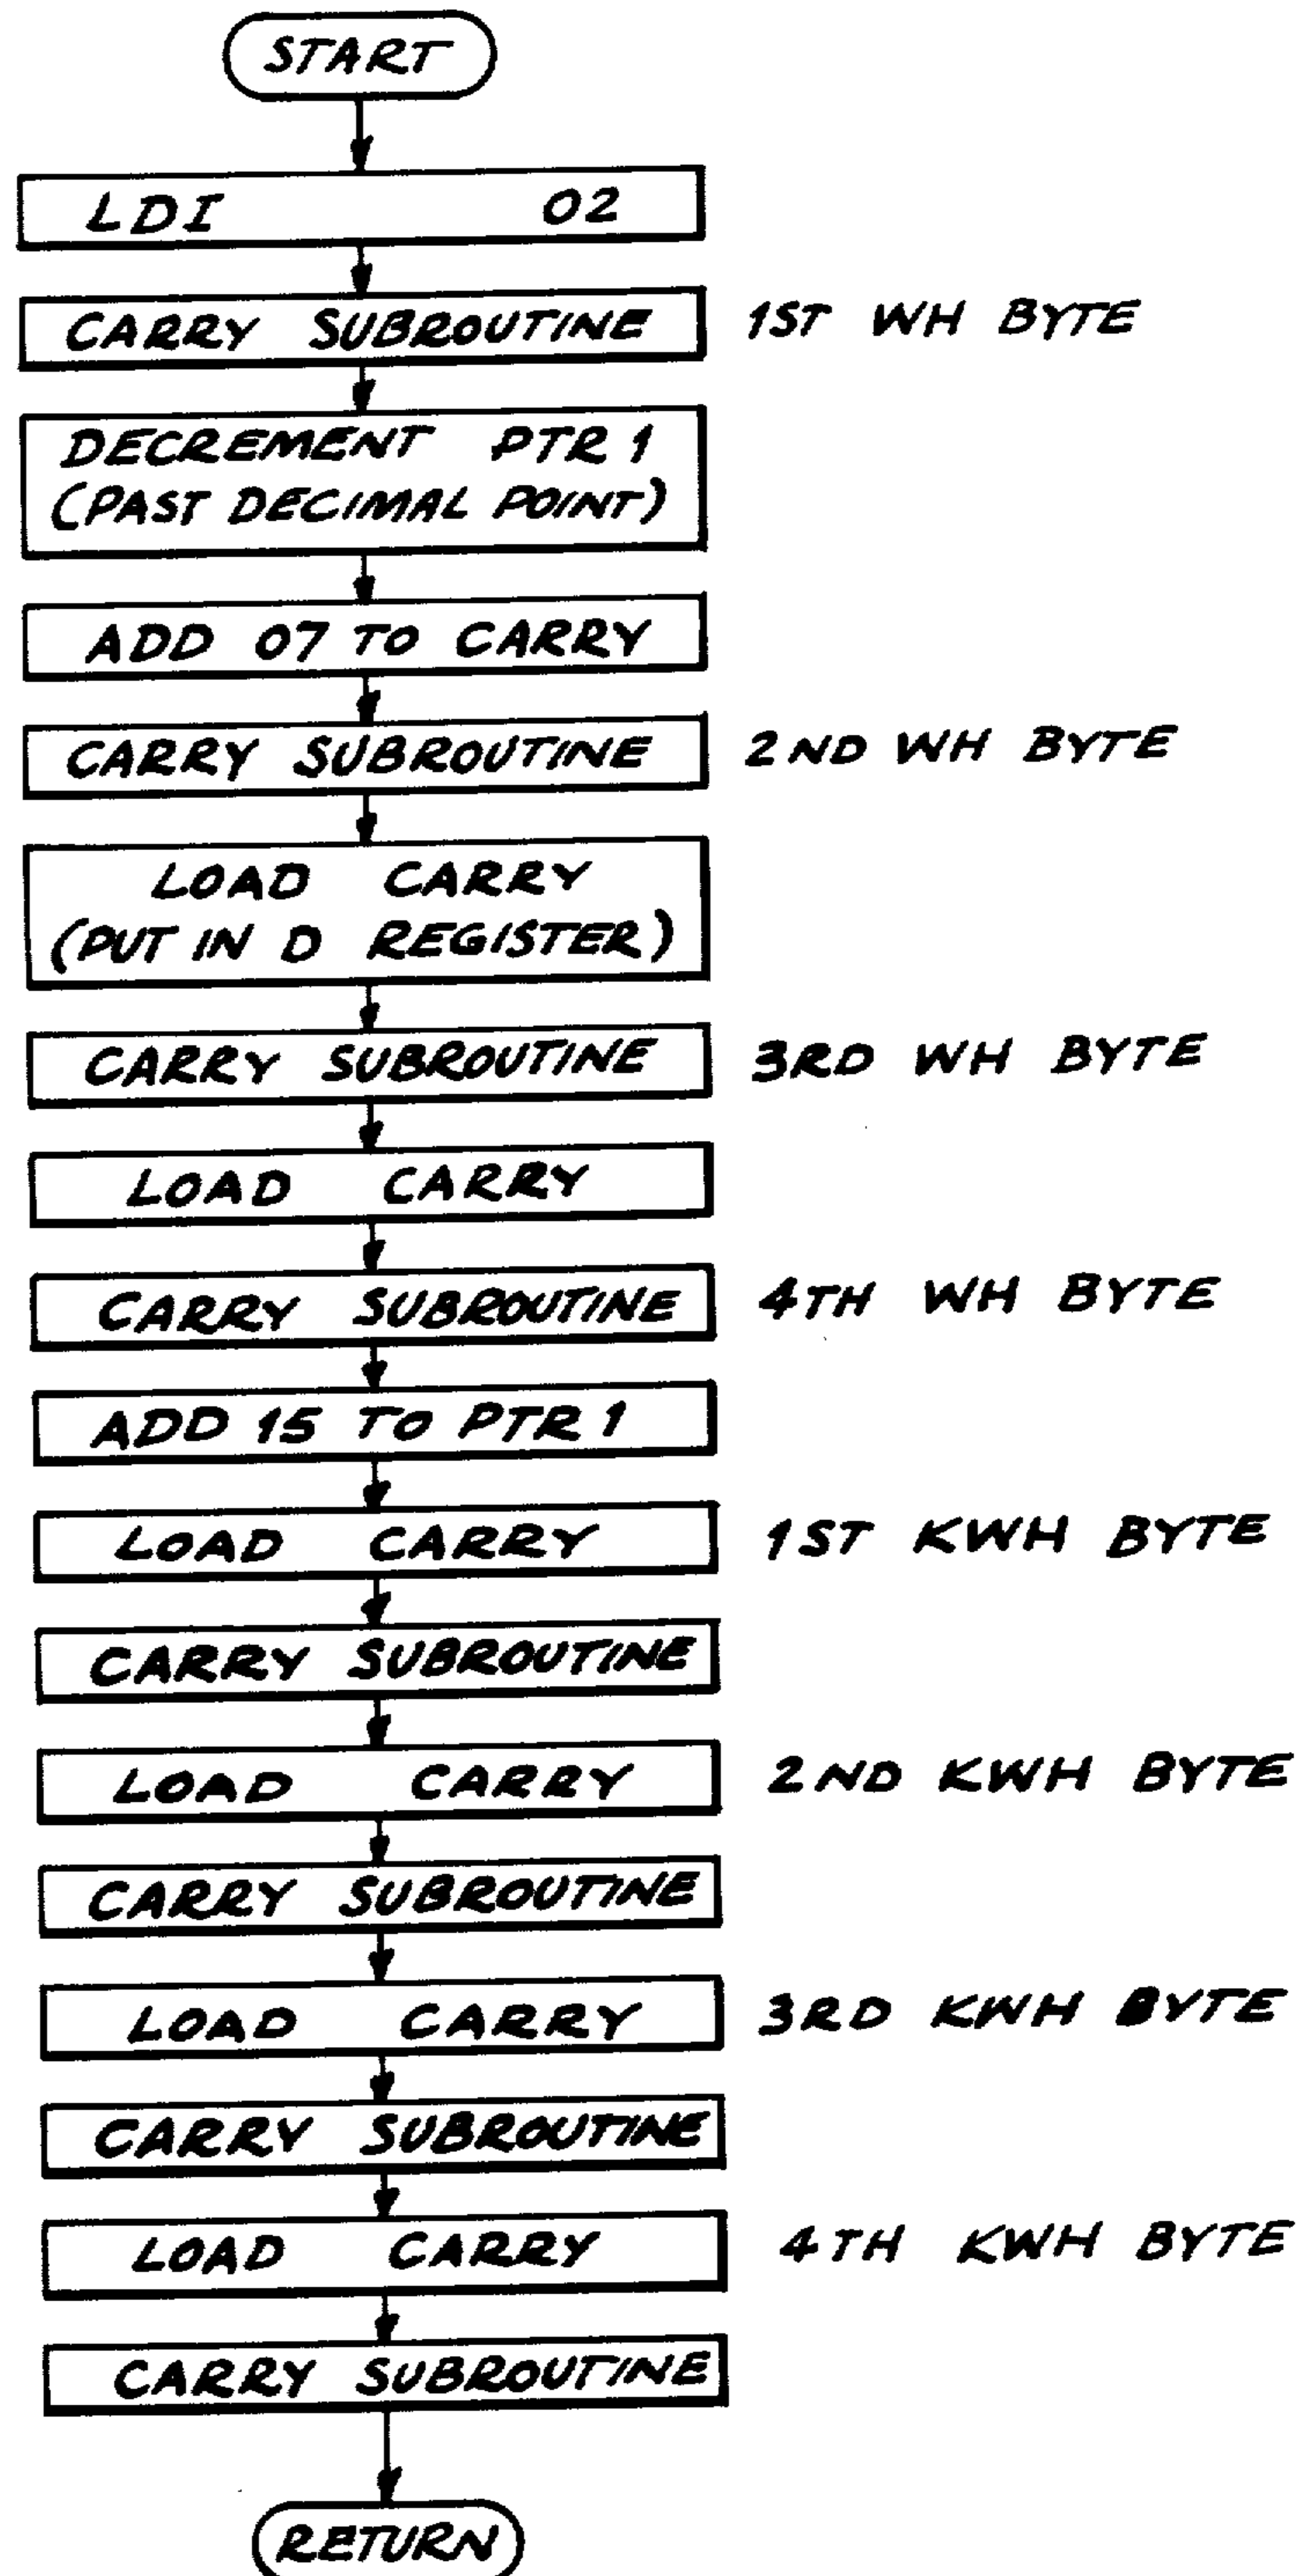 START
LDI 02
CARRY SUBROUTINE 1ST WH BYTE
DECREMENT PTR 1
(PAST DECIMAL POINT)
ADD 07 TO CARRY
CARRY SUBROUTINE 2ND WH BYTE
LOAD CARRY
(PUT IN D REGISTER)
CARRY SUBROUTINE 3RD WH BYTE
LOAD CARRY
CARRY SUBROUTINE 4TH WH BYTE
ADD 15 TO PTR 1
LOAD CARRY 1ST KWH BYTE
CARRY SUBROUTINE
LOAD CARRY 2ND KWH BYTE
CARRY SUBROUTINE
LOAD CARRY 3RD KWH BYTE
CARRY SUBROUTINE
LOAD CARRY 4TH KWH BYTE
CARRY SUBROUTINE
RETURN